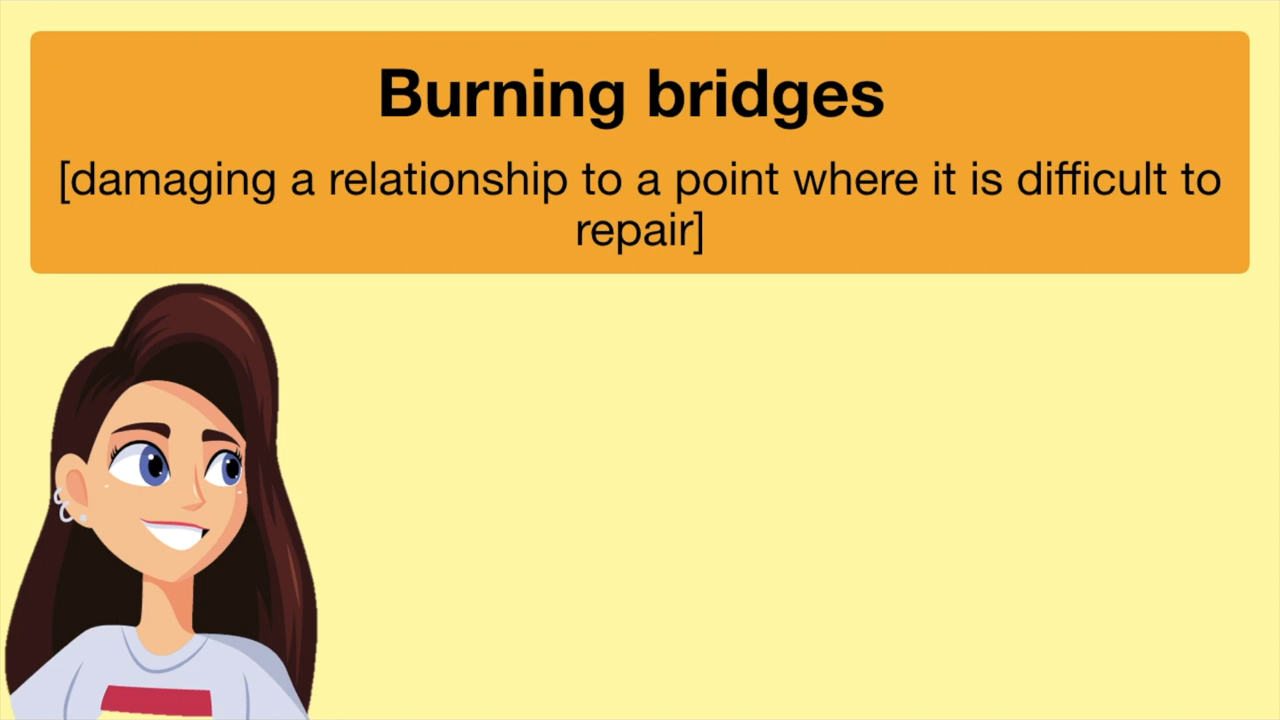 Burning bridges
[damaging a relationship to a point where it is difficult to
repair]